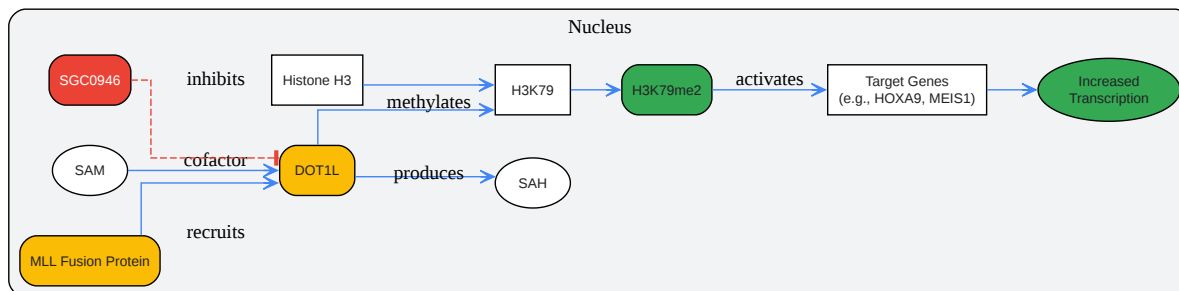 Nucleus
SGC0946
inhibits
Histone H3
methylates
H3K79
H3K79me2
activates
Target Genes
(e.g., HOXA9, MEIS1)
Increased
Transcription
SAM
cofactor
DOT1L
produces
SAH
recruits
MLL Fusion Protein